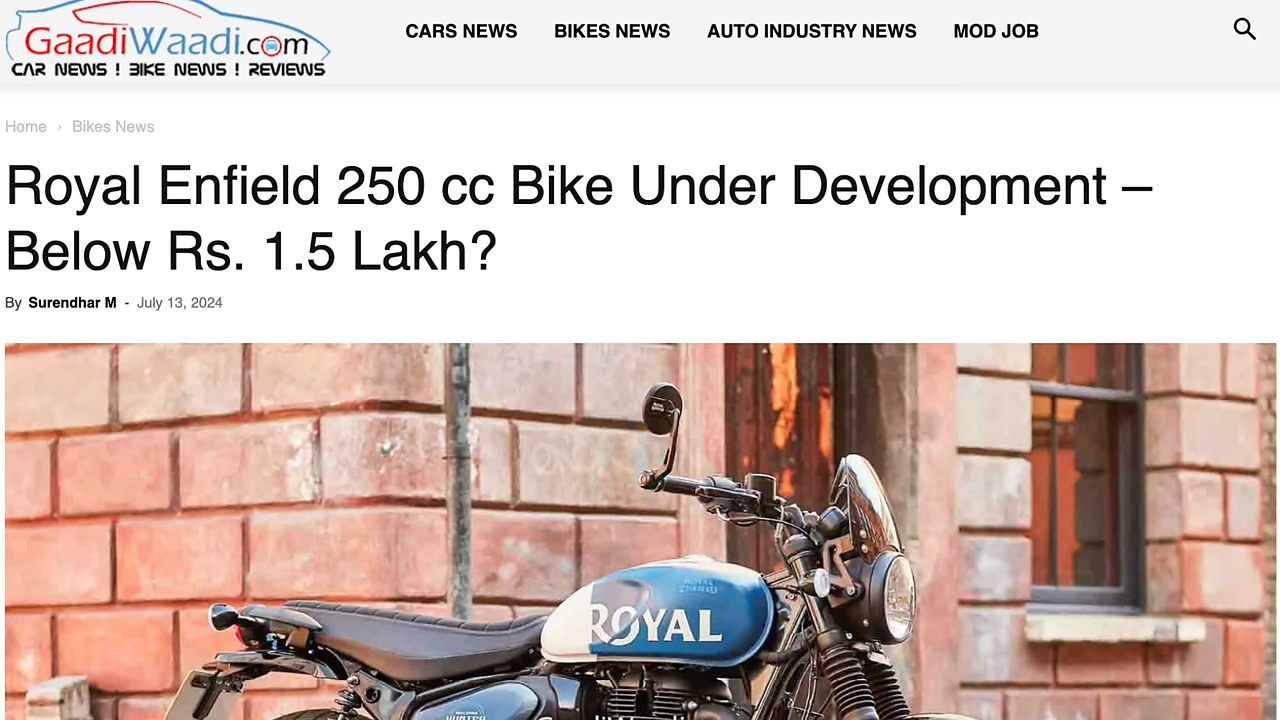 GaadiWaadi.com
CAR NEWS ! BIKE NEWS ! REVIEWS
CARS NEWS BIKES NEWS AUTO INDUSTRY NEWS MOD JOB
Home › Bikes News
Royal Enfield 250 cc Bike Under Development –
Below Rs. 1.5 Lakh?
By Surendhar M - July 13, 2024
ROYAL
HUNTER